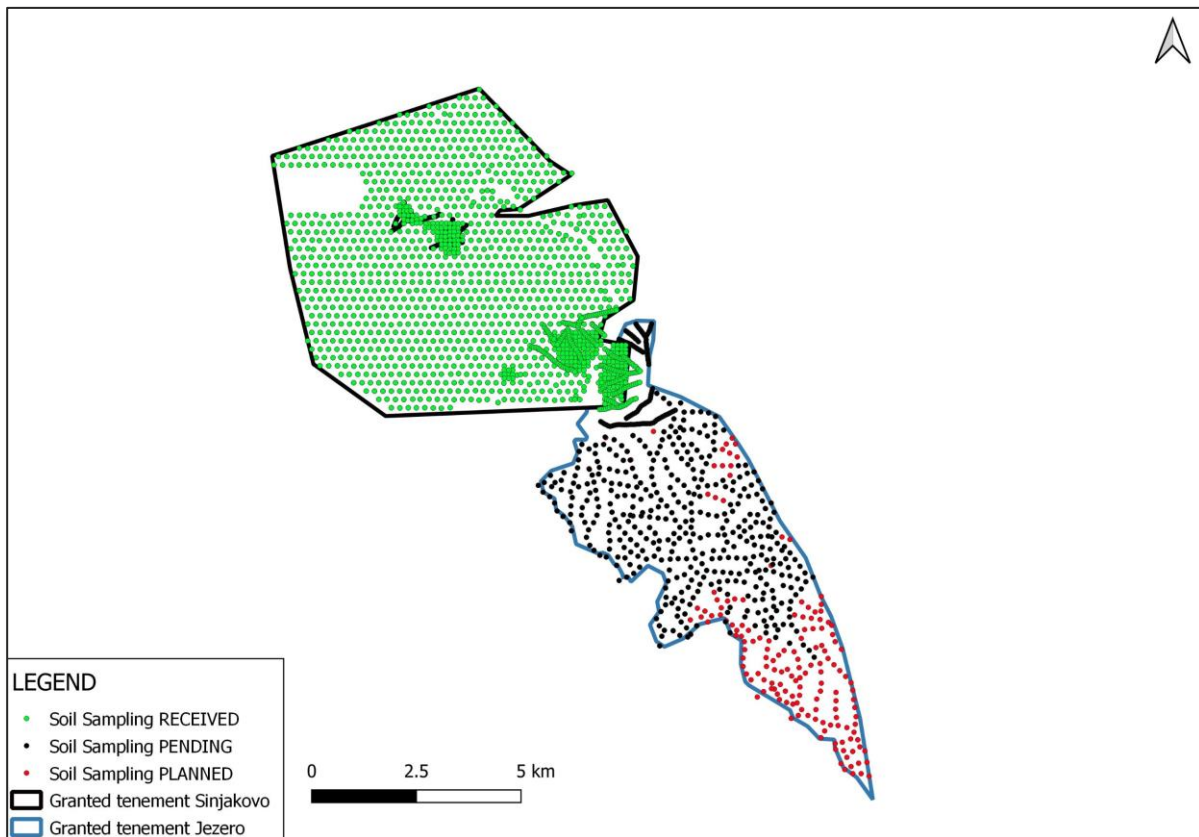 LEGEND
Soil Sampling RECEIVED
Soil Sampling PENDING
Soil Sampling PLANNED
Granted tenement Sinjakovo
Granted tenement Jezero
0 2.5 5 km